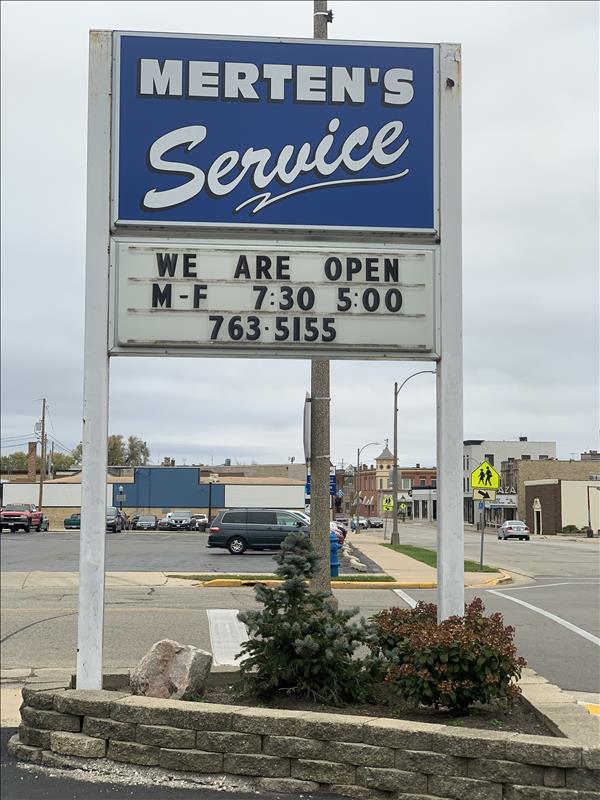 MERTEN'S
Service
WE ARE OPEN
M-F 7:30 5:00
763-5155